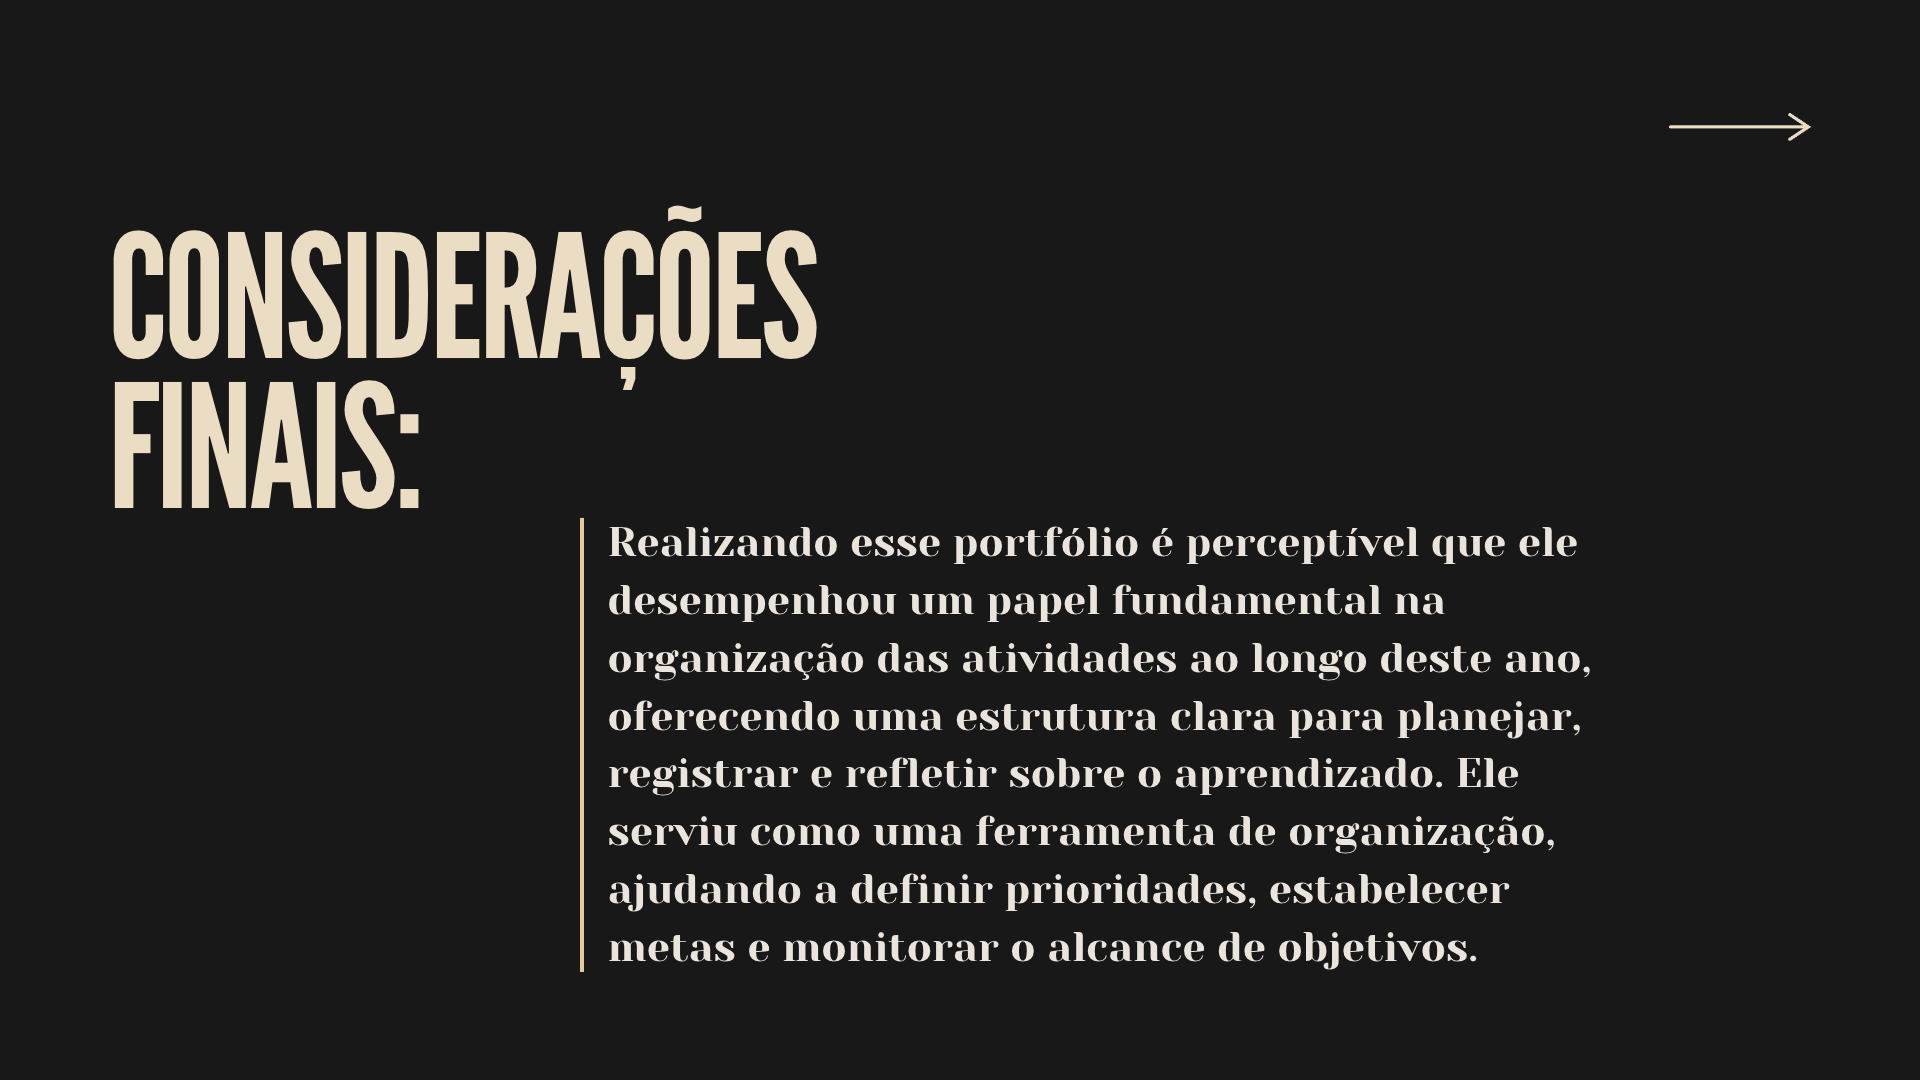 CONSIDERAÇÕES
FINAIS:
Realizando esse portfólio é perceptível que ele
desempenhou um papel fundamental na
organização das atividades ao longo deste ano,
oferecendo uma estrutura clara para planejar,
registrar e refletir sobre o aprendizado. Ele
serviu como uma ferramenta de organização,
ajudando a definir prioridades, estabelecer
metas e monitorar o alcance de objetivos.